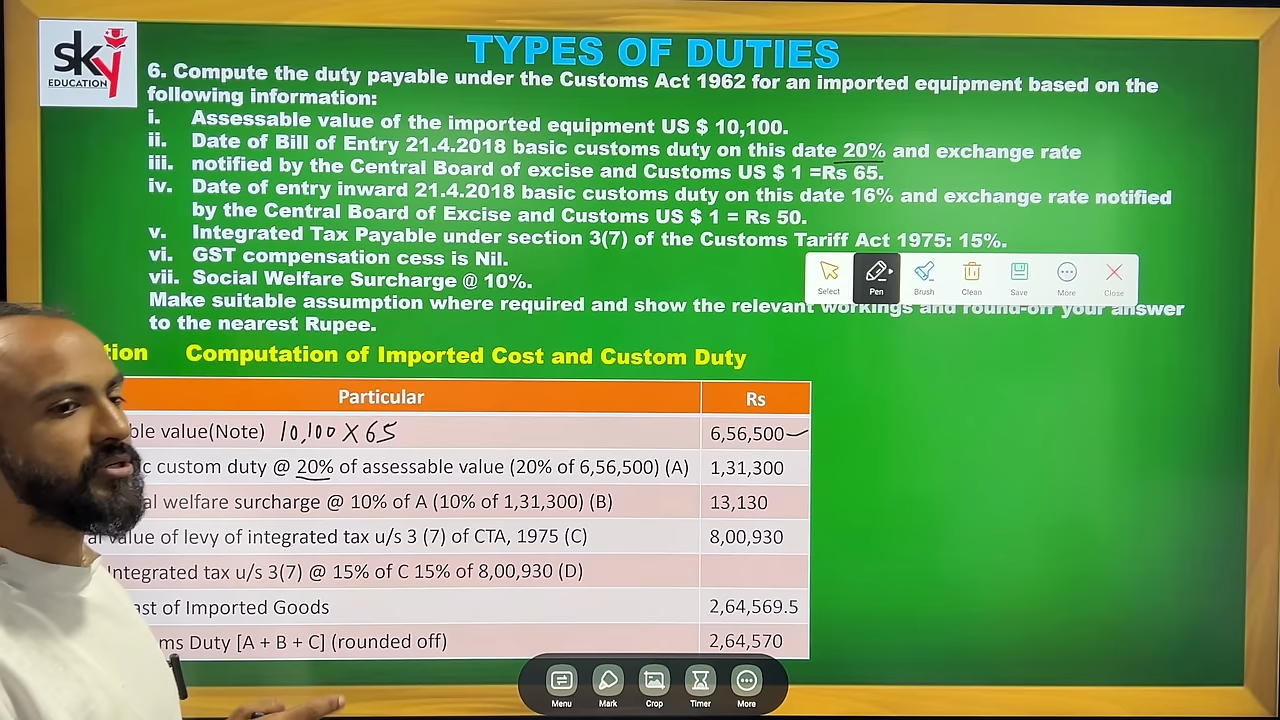 sky
EDUCATION
TYPES OF DUTIES
6. Compute the duty payable under the Customs Act 1962 for an imported equipment based on the
following information:
i. Assessable value of the imported equipment US $ 10,100.
ii. Date of Bill of Entry 21.4.2018 basic customs duty on this date 20% and exchange rate
iii. notified by the Central Board of excise and Customs US $ 1 =Rs 65.
iv. Date of entry inward 21.4.2018 basic customs duty on this date 16% and exchange rate notified
by the Central Board of Excise and Customs US $ 1 = Rs 50.
v. Integrated Tax Payable under section 3(7) of the Customs Tariff Act 1975: 15%.
vi. GST compensation cess is Nil.
vii. Social Welfare Surcharge @ 10%.
Select Pen Brush Clean Save More Close
Make suitable assumption where required and show the relevant workings and round-off your answer
to the nearest Rupee.
tion Computation of Imported Cost and Custom Duty
Particular Rs
ble value(Note) 10,100 X 65 6,56,500
c custom duty @ 20% of assessable value (20% of 6,56,500) (A) 1,31,300
al welfare surcharge @ 10% of A (10% of 1,31,300) (B) 13,130
al value of levy of integrated tax u/s 3 (7) of CTA, 1975 (C) 8,00,930
Integrated tax u/s 3(7) @ 15% of C 15% of 8,00,930 (D)
ast of Imported Goods 2,64,569.5
ms Duty [A + B + C] (rounded off) 2,64,570
Menu Mark Crop Timer More